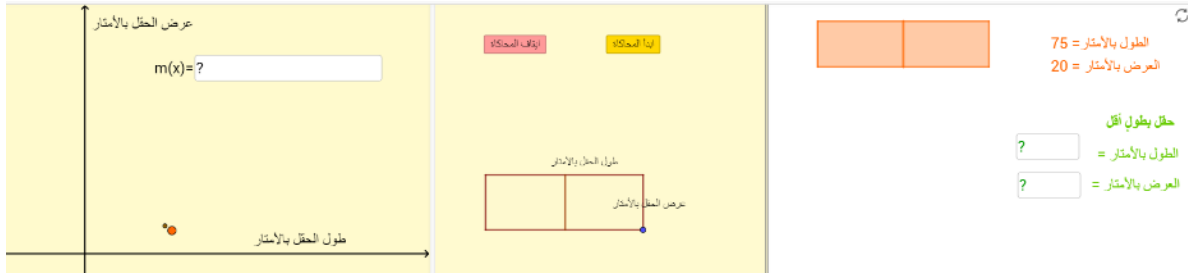 عرض الحقل بالأمتار
m(x)=?
طول الحقل بالأمتار
إيقاف المحاكاة
ابدأ المحاكاة
طول الحقل بالأمتار
عرض الحقل بالأمتار
الطول بالأمتار= 75
العرض بالأمتار = 20
حقل بطولٍ أقل
الطول بالأمتار = ?
العرض بالأمتار = ?